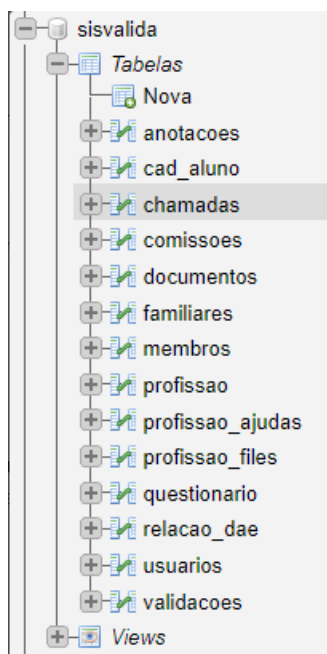 sisvalida
Tabelas
Nova
anotacoes
cad_aluno
chamadas
comissoes
documentos
familiares
membros
profissao
profissao_ajudas
profissao_files
questionario
relacao_dae
usuarios
validacoes
Views